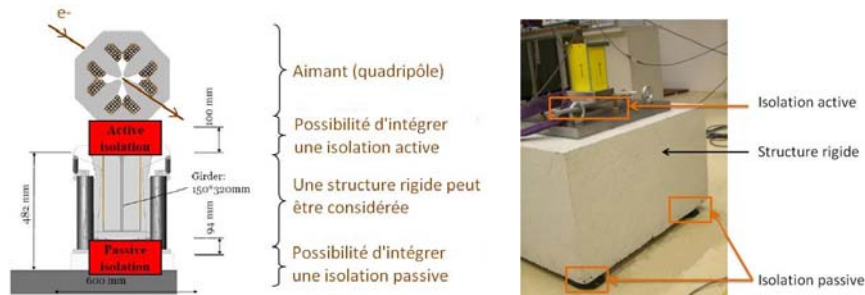 e-
100 mm
Active
isolation
482 mm
Girder:
150*320mm
94 mm
Passive
isolation
600 mm
Aimant (quadripôle)
Possibilité d'intégrer
une isolation active
Une structure rigide peut
être considérée
Possibilité d'intégrer
une isolation passive
Isolation active
Structure rigide
Isolation passive